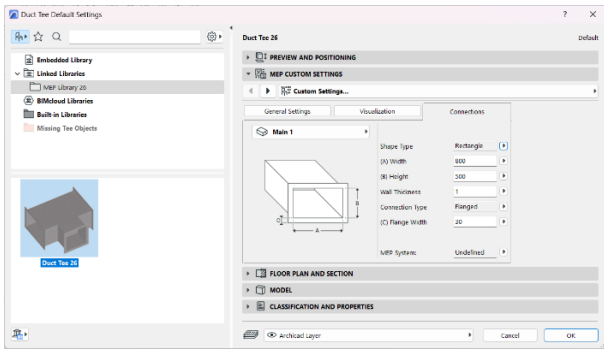 Duct Tee Default Settings
Duct Tee 26
Default
Embedded Library
Linked Libraries
MEP Library 26
BIMcloud Libraries
Built-in Libraries
Missing Tee Objects
Duct Tee 26
PREVIEW AND POSITIONING
MEP CUSTOM SETTINGS
Custom Settings...
General Settings
Visualization
Connections
Main 1
Shape Type
Rectangle
(A) Width
800
(B) Height
500
Wall Thickness
1
Connection Type
Flanged
(C) Flange Width
30
MEP System:
Undefined
B
C
A
FLOOR PLAN AND SECTION
MODEL
CLASSIFICATION AND PROPERTIES
Archicad Layer
Cancel
OK